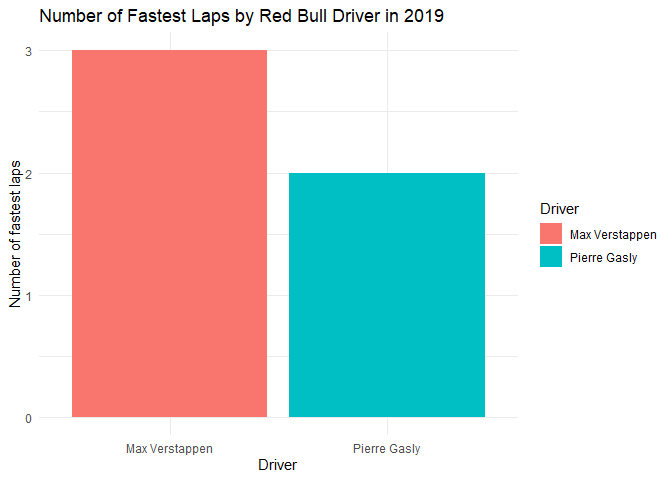 Number of Fastest Laps by Red Bull Driver in 2019
Number of fastest laps
3
2
1
0
Max Verstappen
Pierre Gasly
Driver
Driver
Max Verstappen
Pierre Gasly